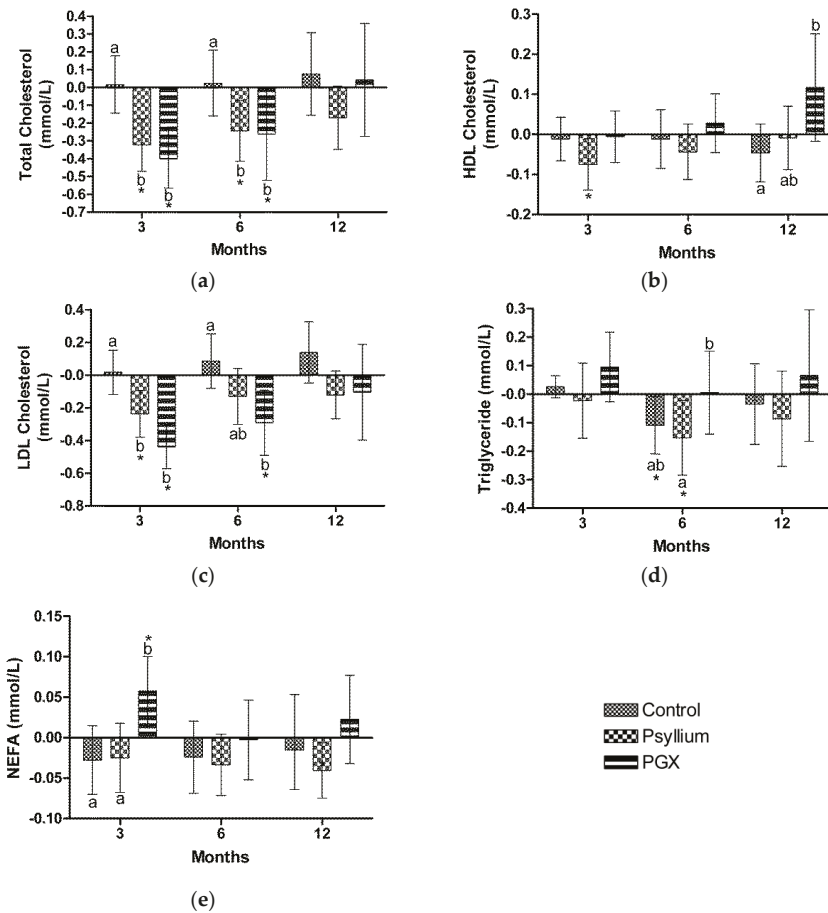 a
a
0.4
0.3
0.2
0.1
0.0
-0.1
-0.2
-0.3
-0.4
-0.5
-0.6
-0.7
Total Cholesterol
(mmol/L)
b
*
b
*
b
*
b
*
3
6
12
Months
(a)
b
0.3
0.2
0.1
0.0
-0.1
-0.2
HDL Cholesterol
(mmol/L)
*
a
ab
3
6
12
Months
(b)
a
a
0.4
0.2
-0.0
-0.2
-0.4
-0.6
-0.8
LDL Cholesterol
(mmol/L)
b
*
b
*
ab
b
*
3
6
12
Months
(c)
b
0.3
0.2
0.1
-0.0
-0.1
-0.2
-0.3
-0.4
Triglyceride (mmol/L)
ab
*
a
*
3
6
12
Months
(d)
*
b
0.15
0.10
0.05
0.00
-0.05
-0.10
NEFA (mmol/L)
a
a
3
6
12
Months
(e)
Control
Psyllium
PGX